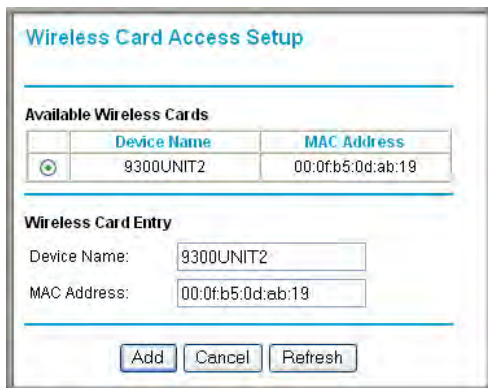 Wireless Card Access Setup
Available Wireless Cards
Device Name MAC Address
9300UNIT2 00:0f:b5:0d:ab:19
Wireless Card Entry
Device Name: 9300UNIT2
MAC Address: 00:0f:b5:0d:ab:19
Add Cancel Refresh